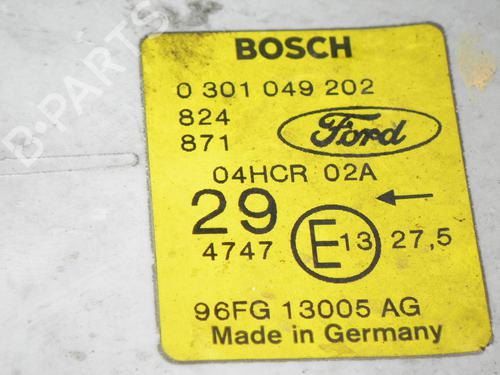 BOSCH
0 301 049 202
824
871
Ford
04HCR 02A
29
4747
E 13 27,5
96FG 13005 AG
Made in Germany
B-PARTS